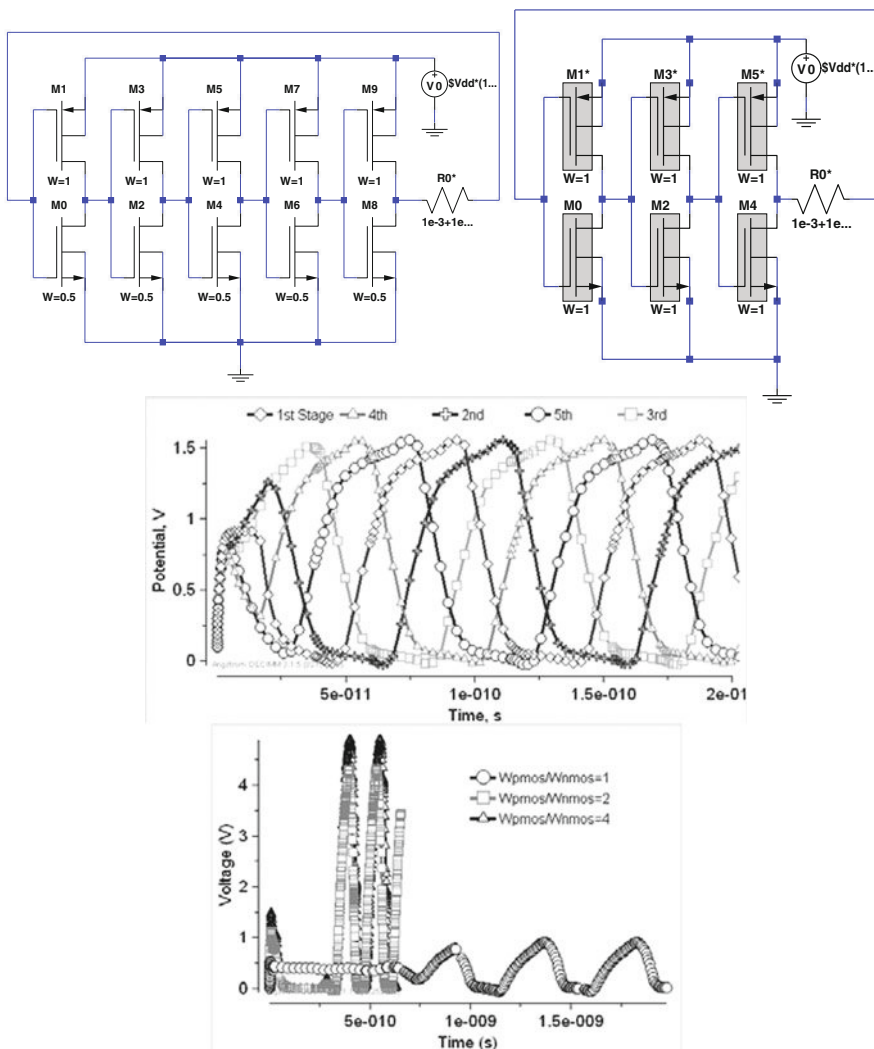 M1 M3 M5 M7 M9
V0 $Vdd*(1...
W=1 W=1 W=1 W=1 W=1
M0 M2 M4 M6 M8
R0*
1e-3+1e...
W=0.5 W=0.5 W=0.5 W=0.5 W=0.5
M1* M3* M5*
V0 $Vdd*(1...
W=1 W=1 W=1
M0 M2 M4
R0*
1e-3+1e...
W=1 W=1 W=1
1st Stage 4th 2nd 5th 3rd
Potential, V
1.5
1
0.5
0
5e-011 1e-010 1.5e-010 2e-01
Time, s
Wpmos/Wnmos=1
Wpmos/Wnmos=2
Wpmos/Wnmos=4
Voltage (V)
4
3
2
1
0
5e-010 1e-009 1.5e-009
Time (s)